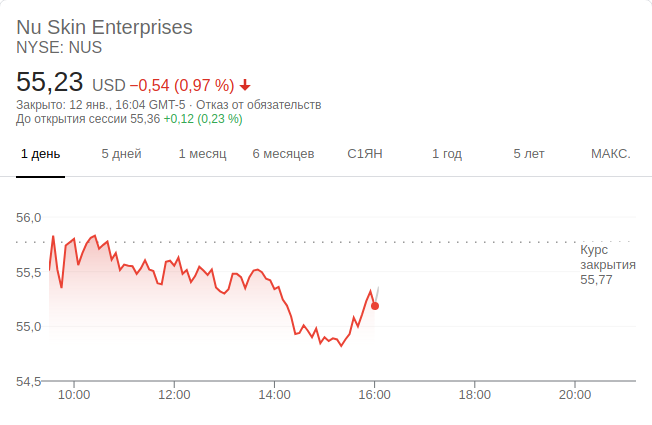 Nu Skin Enterprises
NYSE: NUS
55,23 USD −0,54 (0,97 %)
Закрыто: 12 янв., 16:04 GMT-5 · Отказ от обязательств
До открытия сессии 55,36 +0,12 (0,23 %)
1 день 5 дней 1 месяц 6 месяцев С1ЯН 1 год 5 лет МАКС.
56,0
Курс
закрытия
55,77
55,5
55,0
54,5
10:00 12:00 14:00 16:00 18:00 20:00